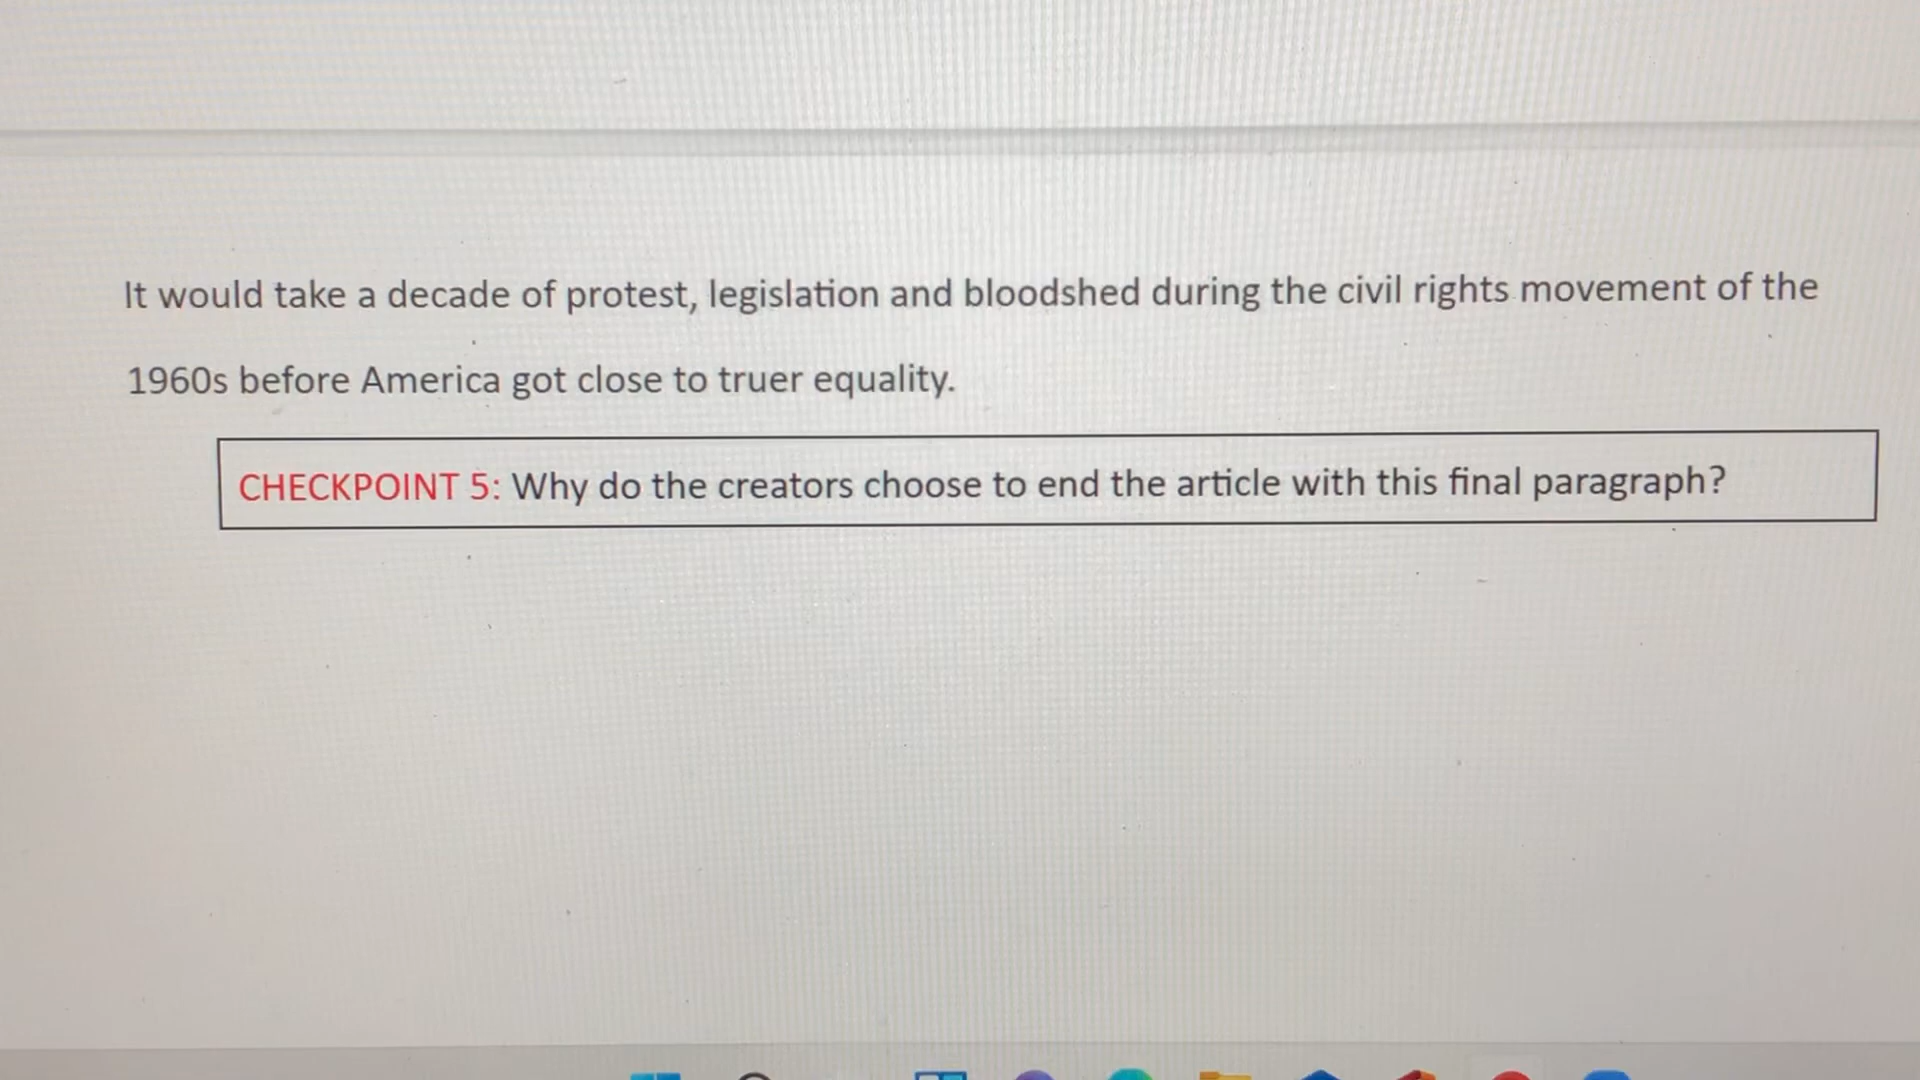 It would take a decade of protest, legislation and bloodshed during the civil rights movement of the
1960s before America got close to truer equality.
CHECKPOINT 5: Why do the creators choose to end the article with this final paragraph?